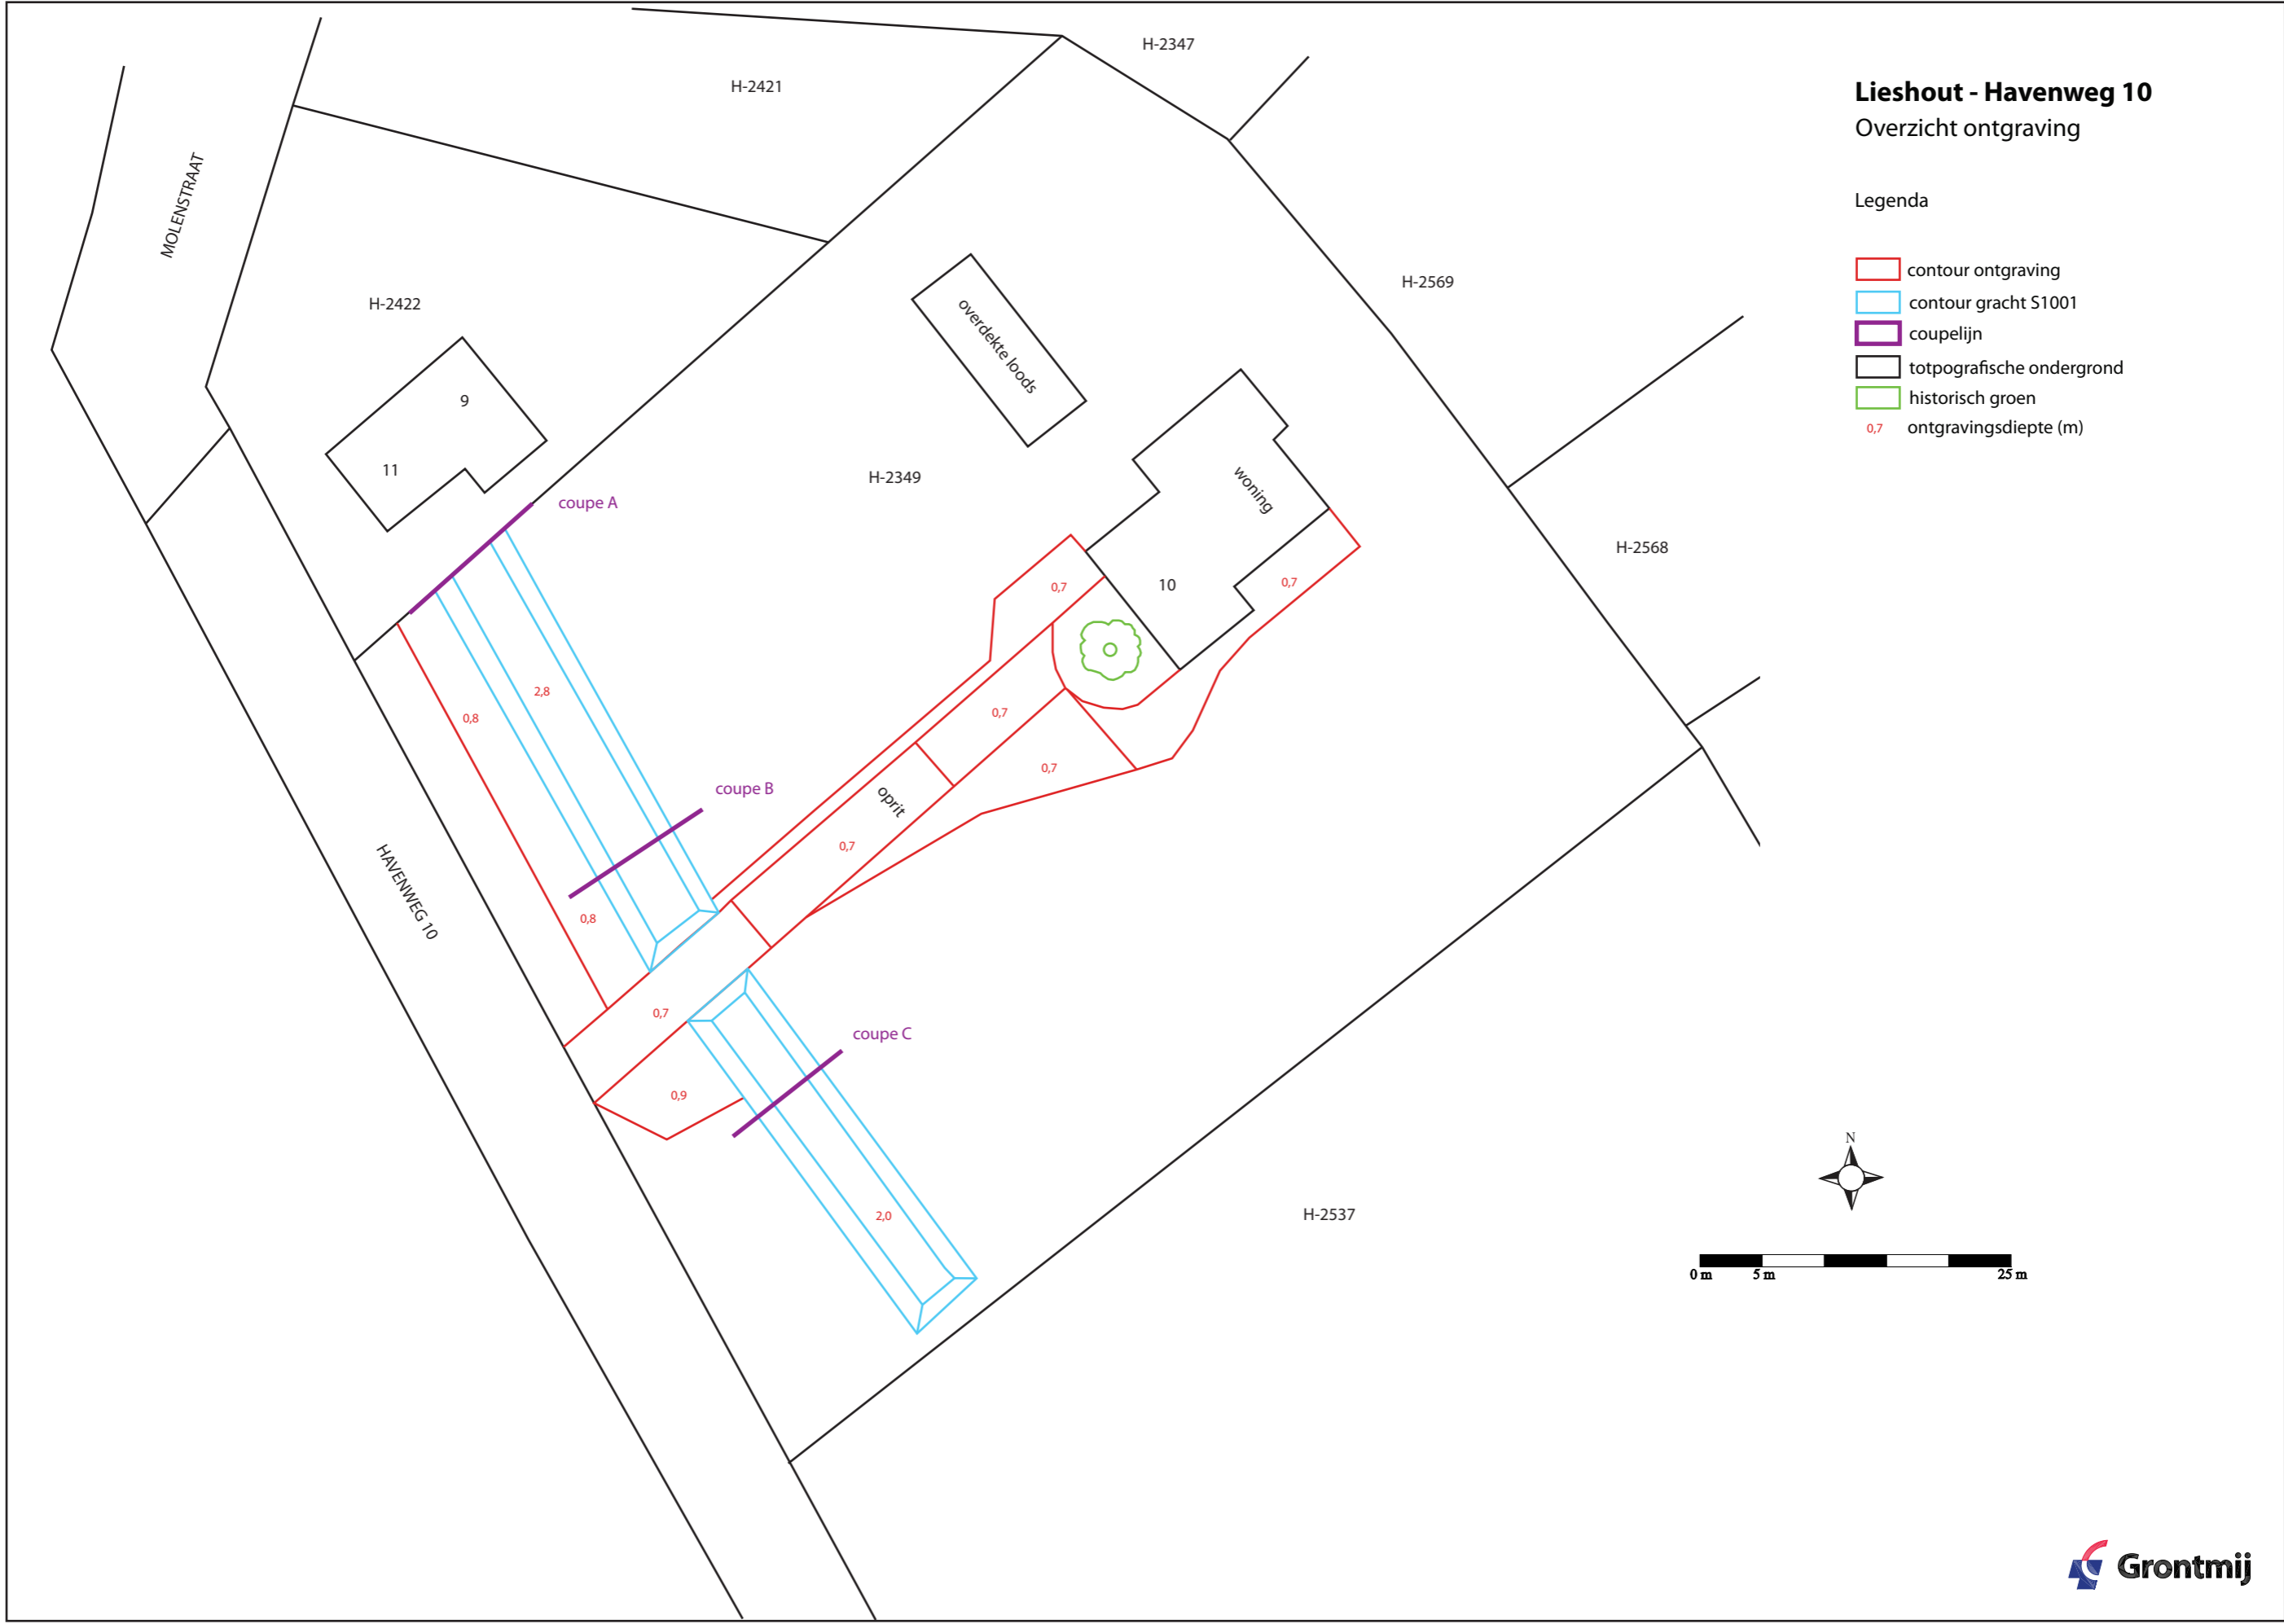 H-2347
H-2421
Lieshout - Havenweg 10
Overzicht ontgraving
MOLENSTRAAT
Legenda
contour ontgraving
contour gracht S1001
coupelijn
totpografische ondergrond
historisch groen
0,7 ontgravingsdiepte (m)
H-2569
H-2422
overdekte loods
9
11
H-2349
woning
coupe A
H-2568
10
0,7
0,7
2,8
0,8
0,7
0,7
coupe B
oprit
0,7
HAVENWEG 10
0,8
0,7
coupe C
0,9
N
2,0
H-2537
0 m 5 m 25 m
Grontmij